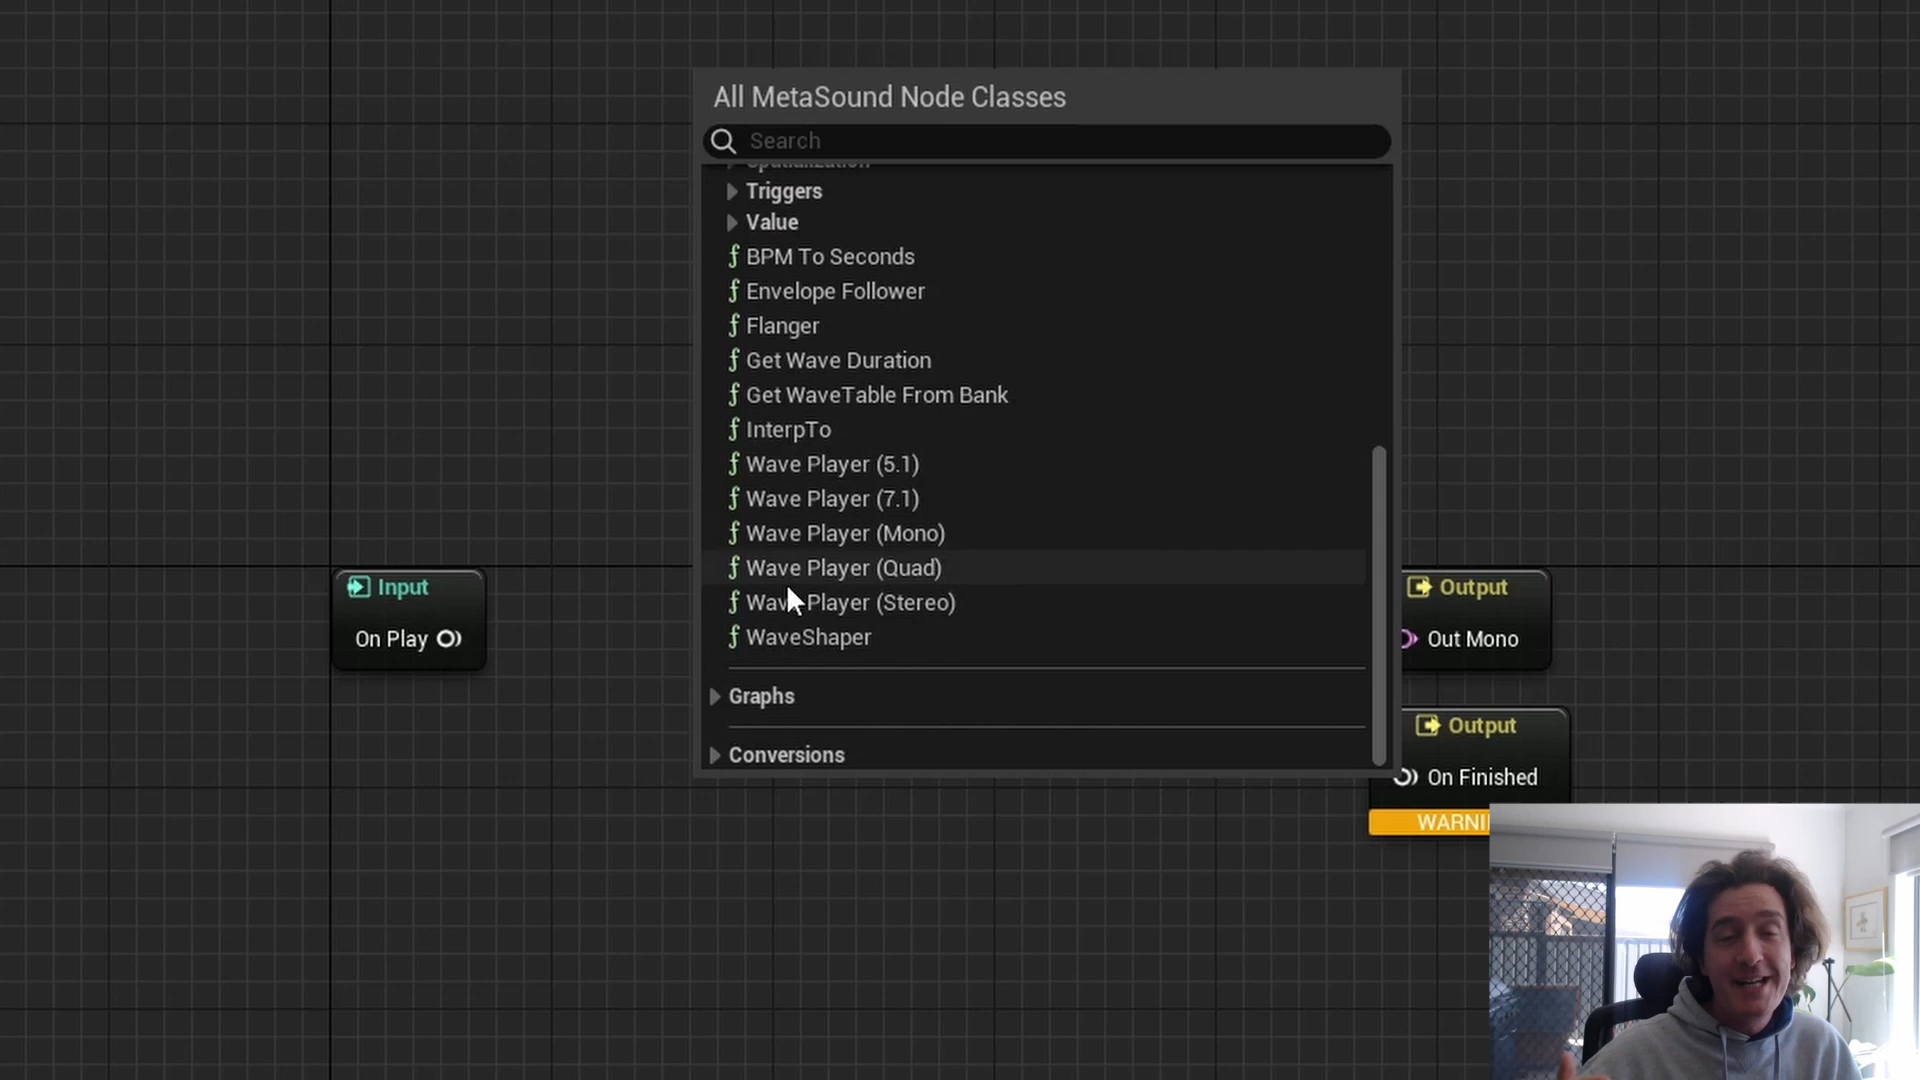 All MetaSound Node Classes
Search
Spatialization
Triggers
Value
BPM To Seconds
Envelope Follower
Flanger
Get Wave Duration
Get WaveTable From Bank
InterpTo
Wave Player (5.1)
Wave Player (7.1)
Wave Player (Mono)
Wave Player (Quad)
Wave Player (Stereo)
WaveShaper
Graphs
Conversions
Input
On Play
Output
Out Mono
Output
On Finished
WARNI